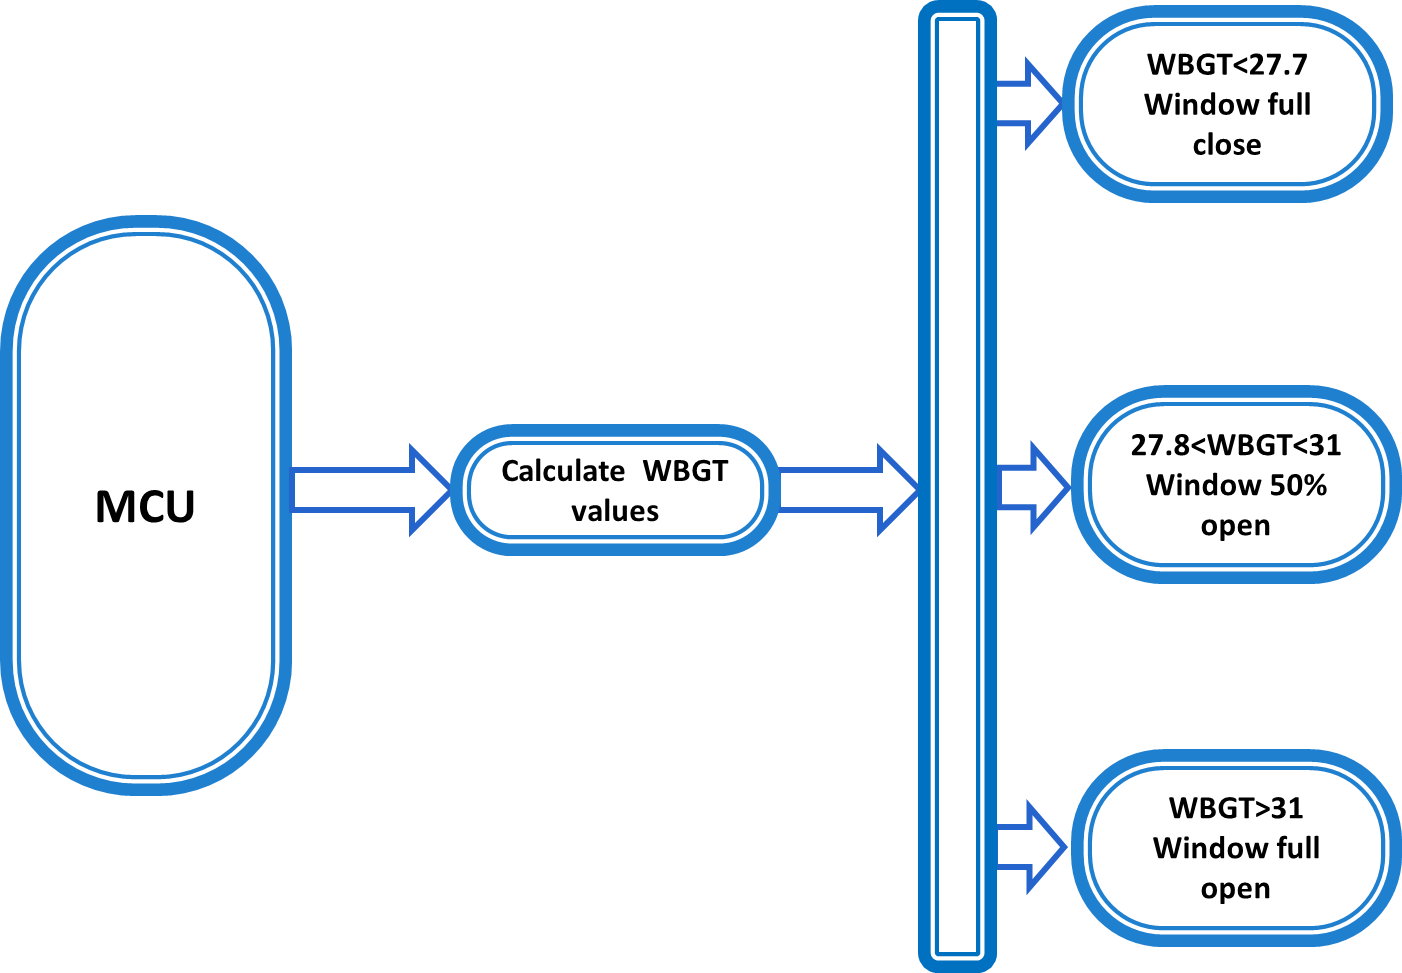 MCU
Calculate  WBGT
values
WBGT<27.7
Window full
close
27.8<WBGT<31
Window 50%
open
WBGT>31
Window full
open